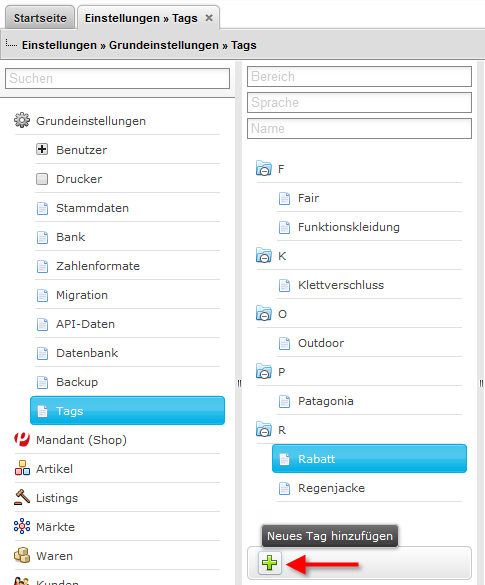 Startseite
Einstellungen » Tags
Einstellungen » Grundeinstellungen » Tags
Suchen
Grundeinstellungen
Benutzer
Drucker
Stammdaten
Bank
Zahlenformate
Migration
API-Daten
Datenbank
Backup
Tags
Mandant (Shop)
Artikel
Listings
Märkte
Waren
Kunden
Bereich
Sprache
Name
F
Fair
Funktionskleidung
K
Klettverschluss
O
Outdoor
P
Patagonia
R
Rabatt
Regenjacke
Neues Tag hinzufügen